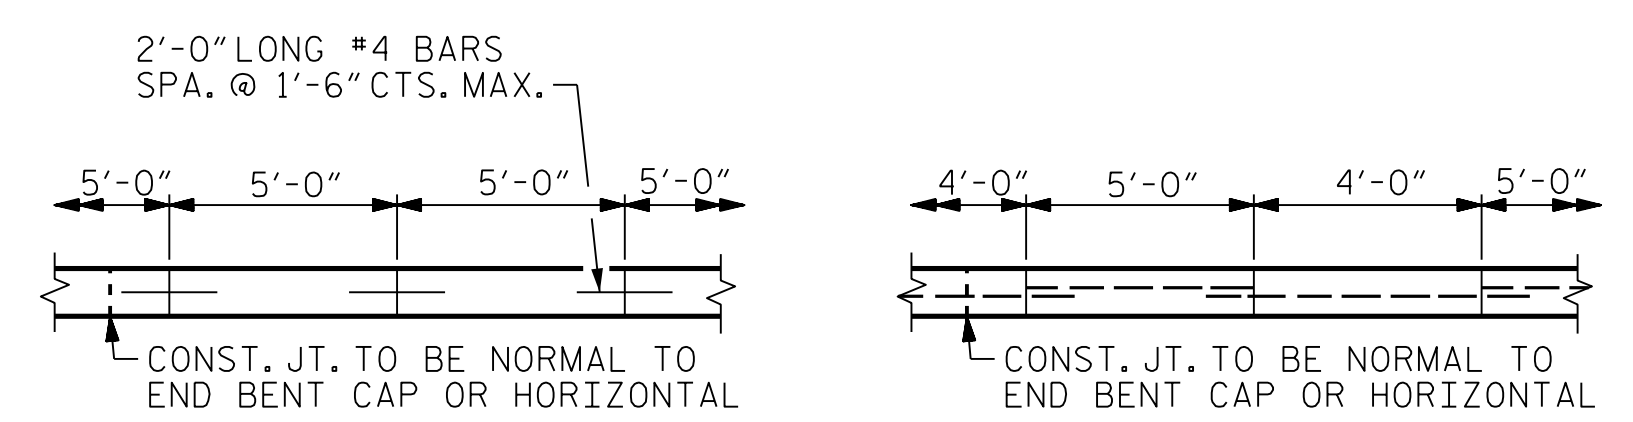 2'-0" LONG #4 BARS
SPA. @ 1'-6" CTS. MAX.
5'-0" 5'-0" 5'-0" 5'-0"
CONST. JT. TO BE NORMAL TO
END BENT CAP OR HORIZONTAL
4'-0" 5'-0" 4'-0" 5'-0"
CONST. JT. TO BE NORMAL TO
END BENT CAP OR HORIZONTAL